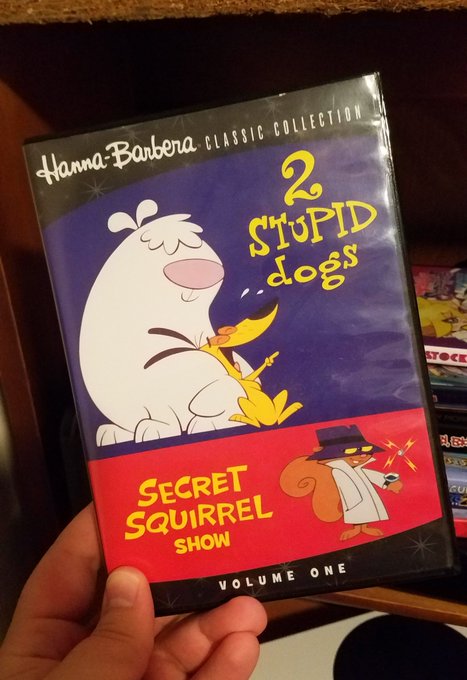 Hanna-Barbera CLASSIC COLLECTION
2
STUPID
dogs
SECRET
SQUIRREL
SHOW
VOLUME ONE
STOCK